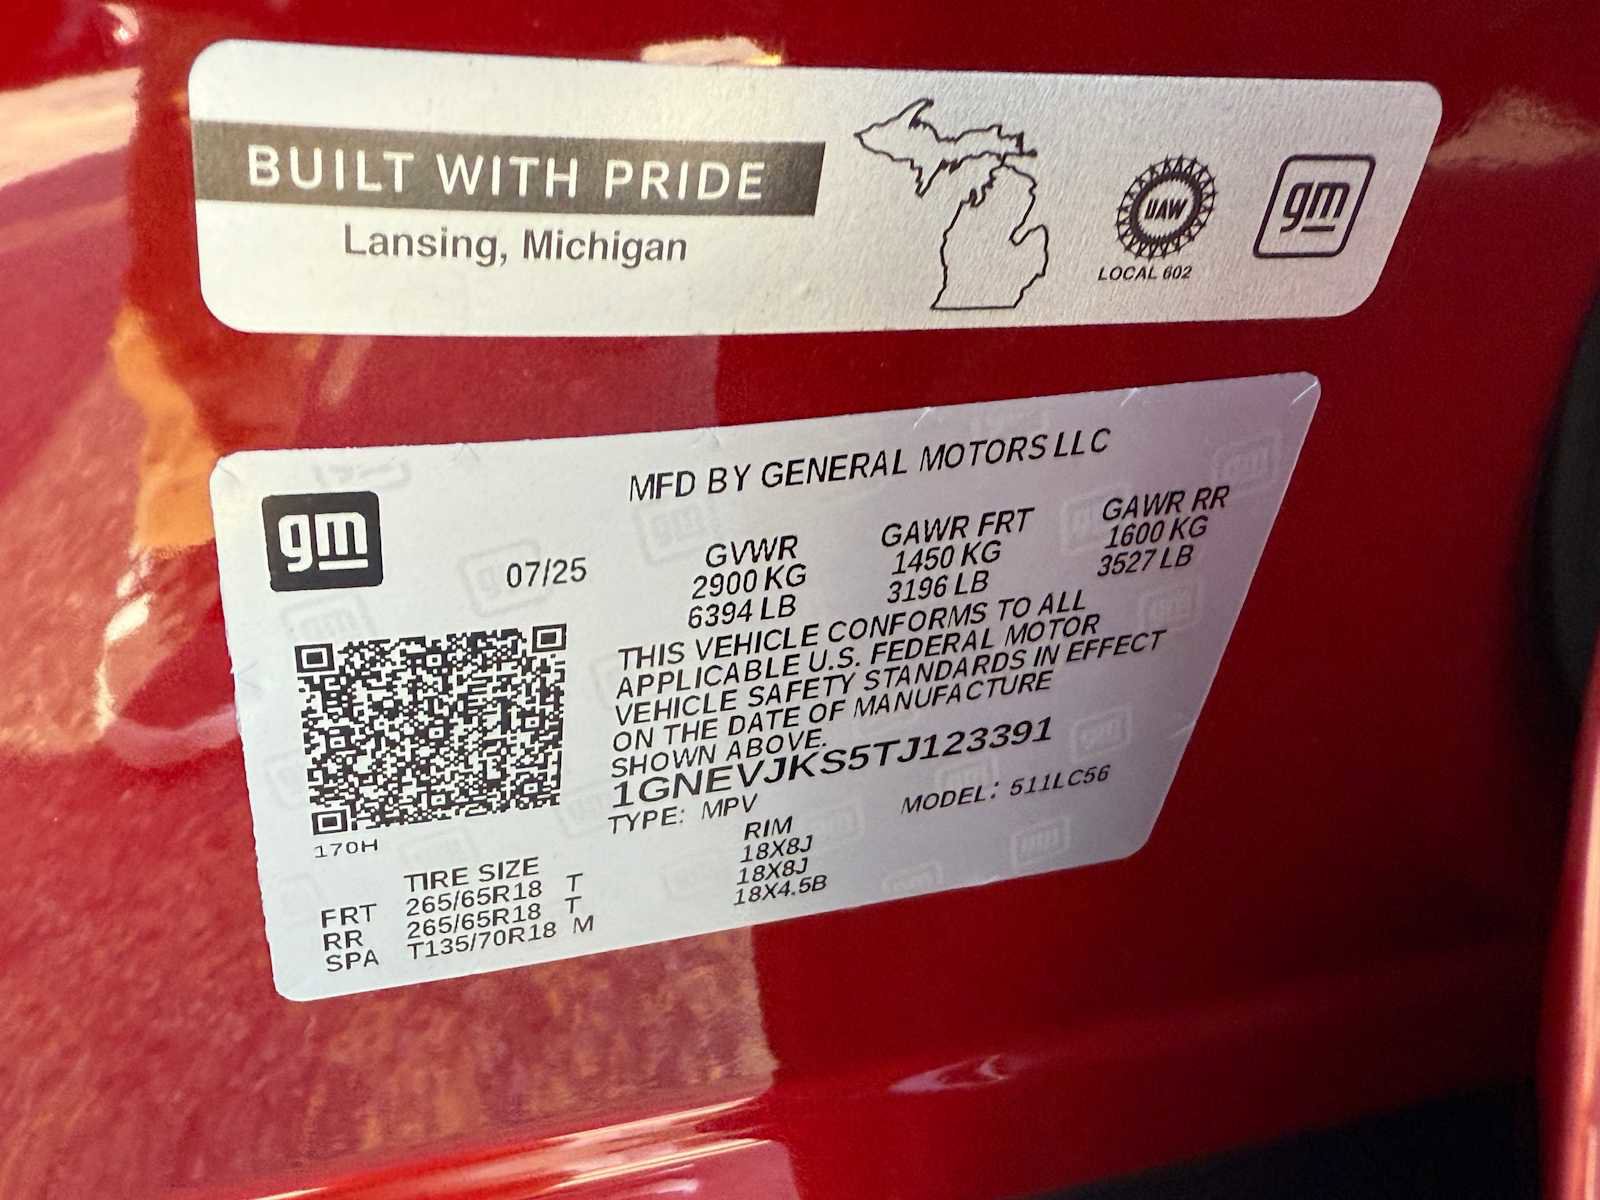 BUILT WITH PRIDE
Lansing, Michigan
UAW
LOCAL 602
gm
MFD BY GENERAL MOTORS LLC
gm
07/25
GVWR GAWR FRT GAWR RR
2900 KG 1450 KG 1600 KG
6394 LB 3196 LB 3527 LB
THIS VEHICLE CONFORMS TO ALL
APPLICABLE U.S. FEDERAL MOTOR
VEHICLE SAFETY STANDARDS IN EFFECT
ON THE DATE OF MANUFACTURE
SHOWN ABOVE.
1GNEVJKS5TJ123391
TYPE: MPV MODEL: 511LC56
170H
TIRE SIZE RIM
FRT 265/65R18 T 18X8J
RR 265/65R18 T 18X8J
SPA T135/70R18 M 18X4.5B